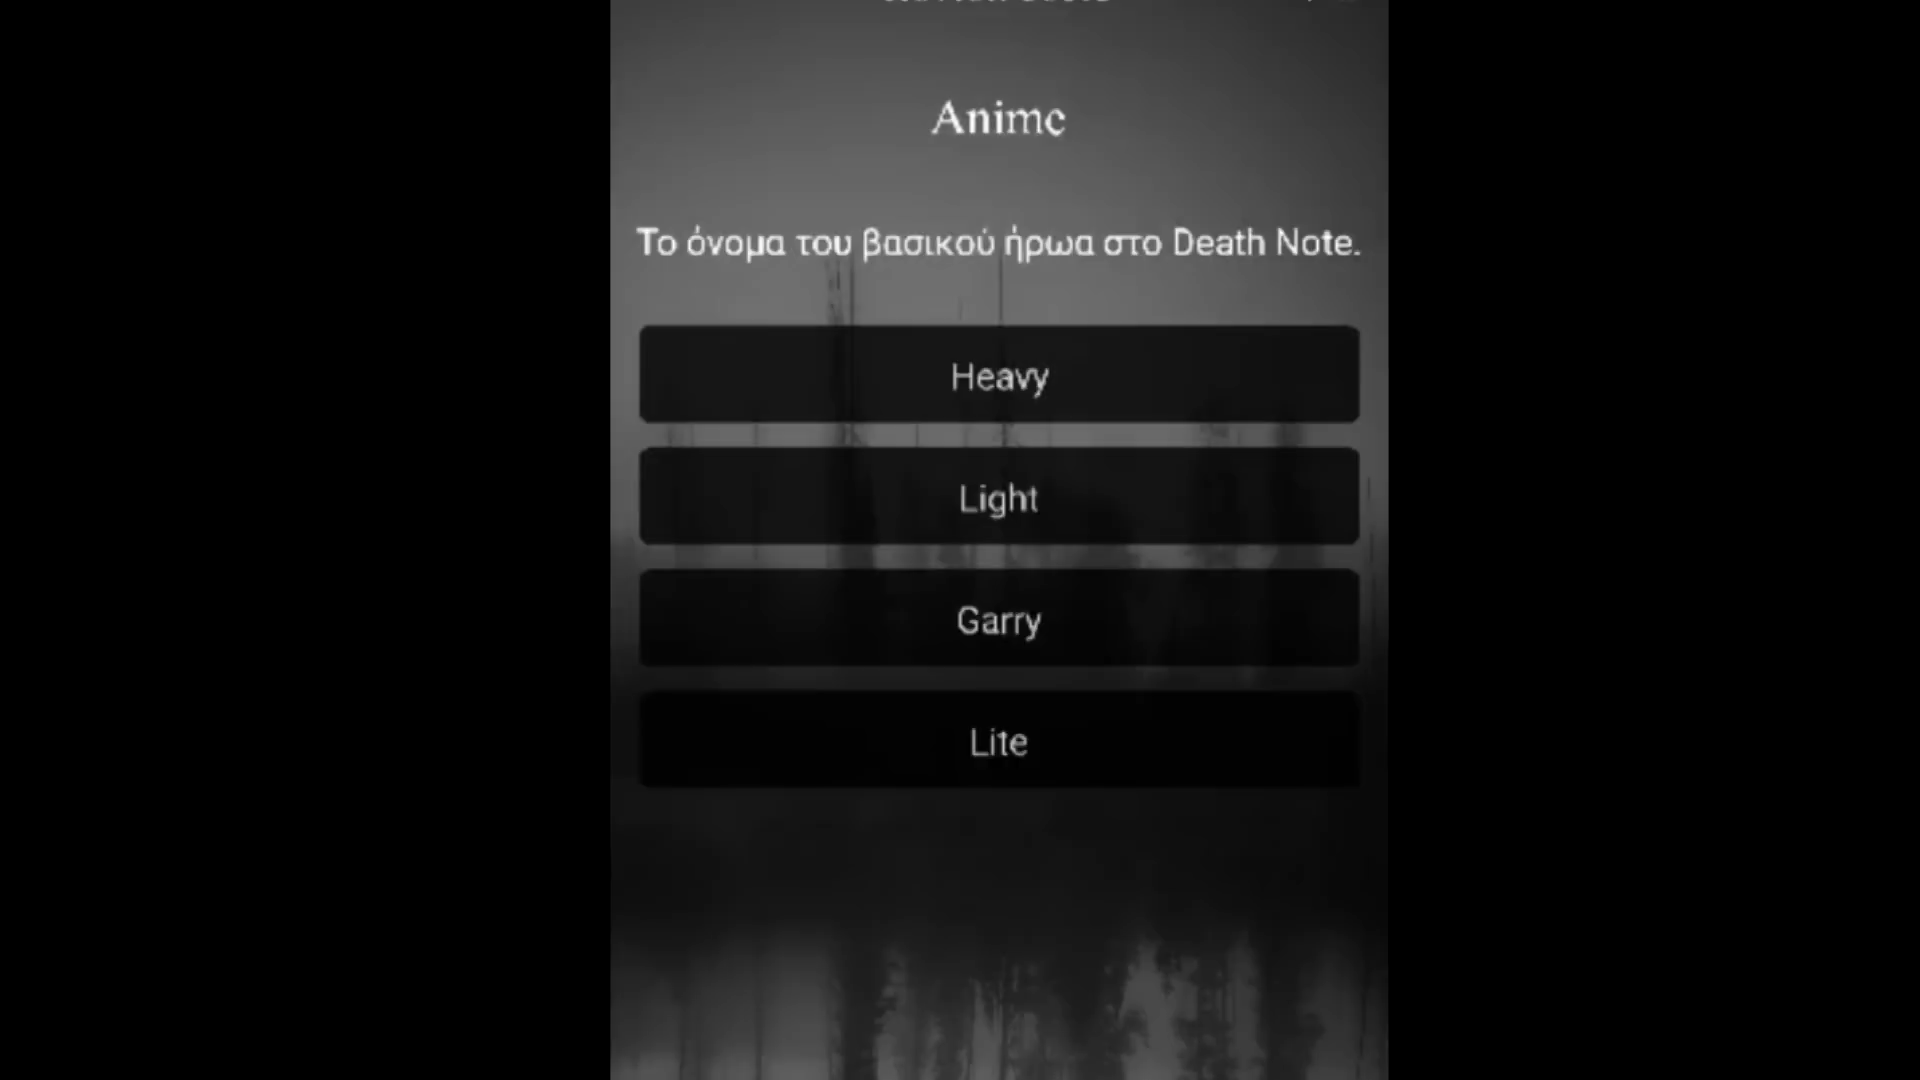 Anime
Το όνομα του βασικού ήρωα στο Death Note.
Heavy
Light
Garry
Lite